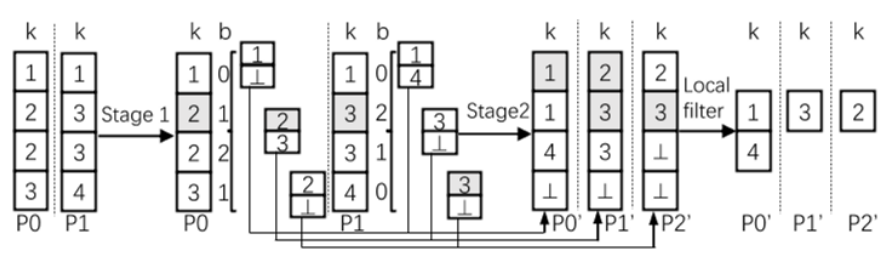 k k k b k b k k k k k k
1 1 1 0 1 ⊥ 1 0 1 4 1 2 2
2 3 Stage 1 2 1 2 3 3 2 3 ⊥ Stage2 1 3 3 Local filter 1 3 2
2 3 2 2 3 1 4 3 ⊥ 4
3 4 3 1 2 ⊥ 4 0 3 ⊥ ⊥ ⊥ ⊥
P0 P1 P0 P1 P0' P1' P2' P0' P1' P2'